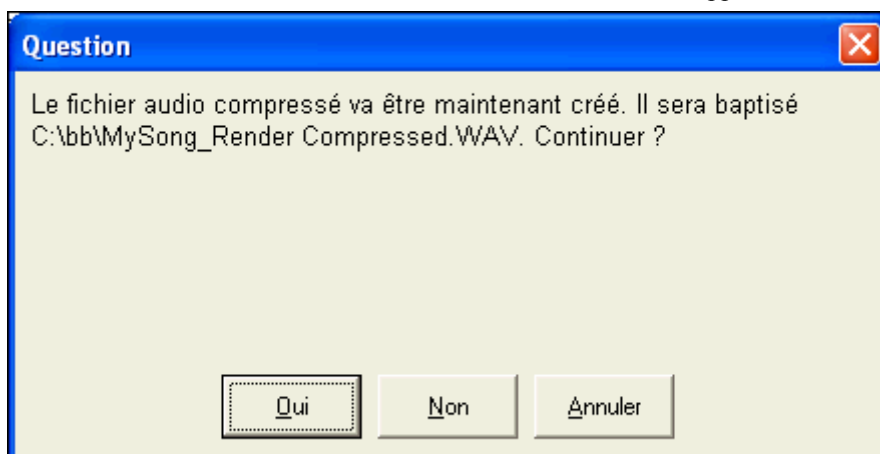 Question
Le fichier audio compressé va être maintenant créé. Il sera baptisé
C:\bb\MySong_Render Compressed.WAV. Continuer ?
Oui
Non
Annuler